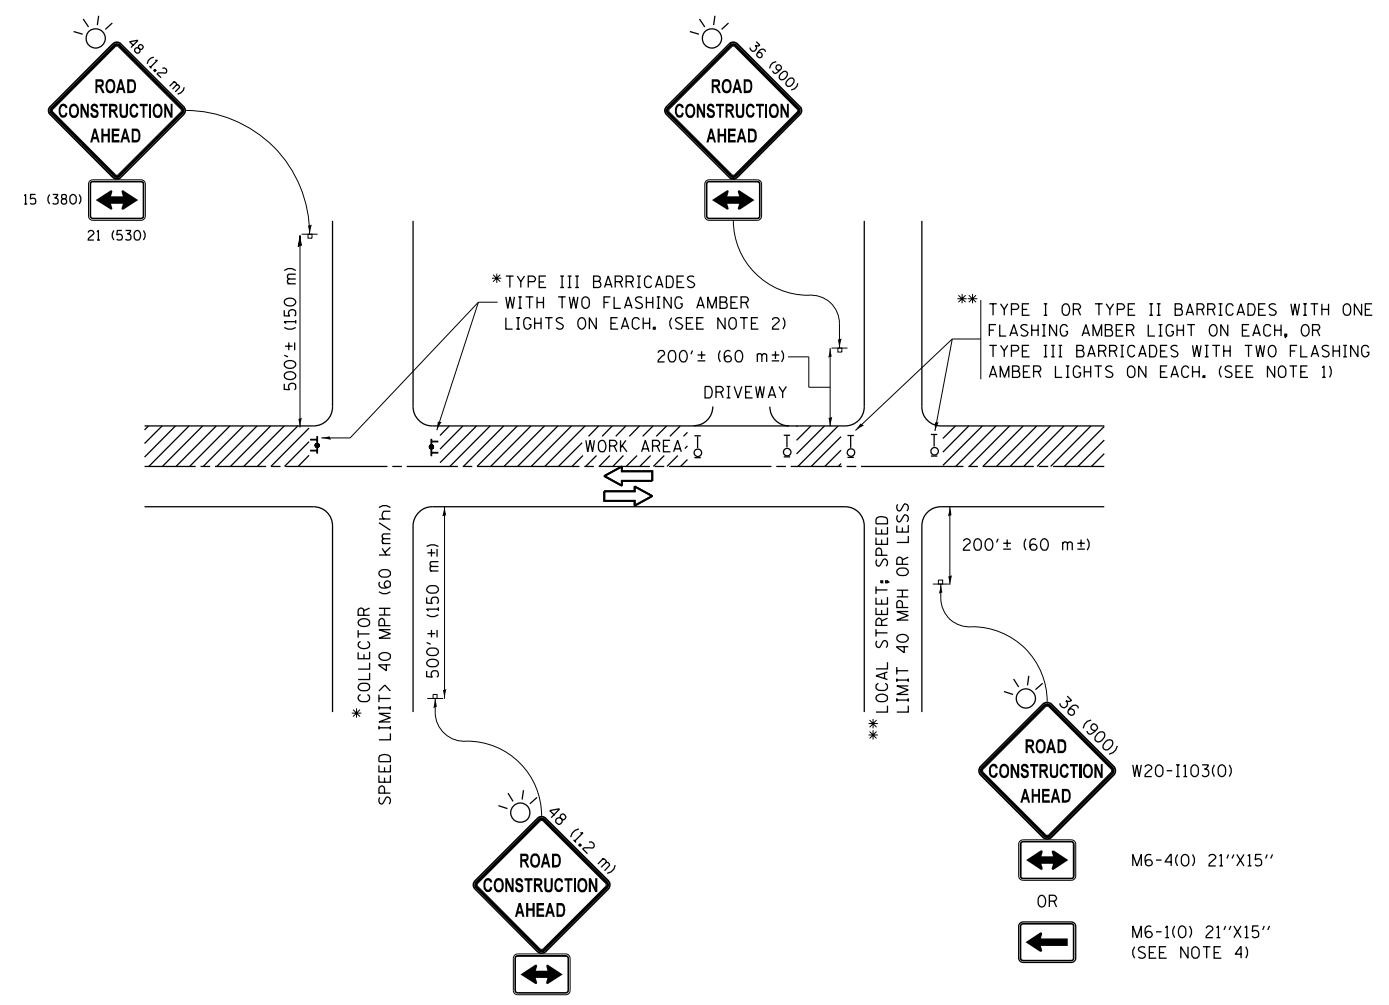 48 (1.2 m)
ROAD
CONSTRUCTION
AHEAD
15 (380)
21 (530)
36 (900)
ROAD
CONSTRUCTION
AHEAD
500'± (150 m)
*TYPE III BARRICADES
WITH TWO FLASHING AMBER
LIGHTS ON EACH. (SEE NOTE 2)
200'± (60 m±)
DRIVEWAY
** TYPE I OR TYPE II BARRICADES WITH ONE
FLASHING AMBER LIGHT ON EACH, OR
TYPE III BARRICADES WITH TWO FLASHING
AMBER LIGHTS ON EACH. (SEE NOTE 1)
WORK AREA
*COLLECTOR
SPEED LIMIT> 40 MPH (60 km/h)
500'± (150 m±)
**LOCAL STREET; SPEED
LIMIT 40 MPH OR LESS
200'± (60 m±)
48 (1.2 m)
ROAD
CONSTRUCTION
AHEAD
36 (900)
ROAD
CONSTRUCTION
AHEAD
W20-I103(O)
M6-4(O) 21''X15''
OR
M6-1(O) 21''X15''
(SEE NOTE 4)